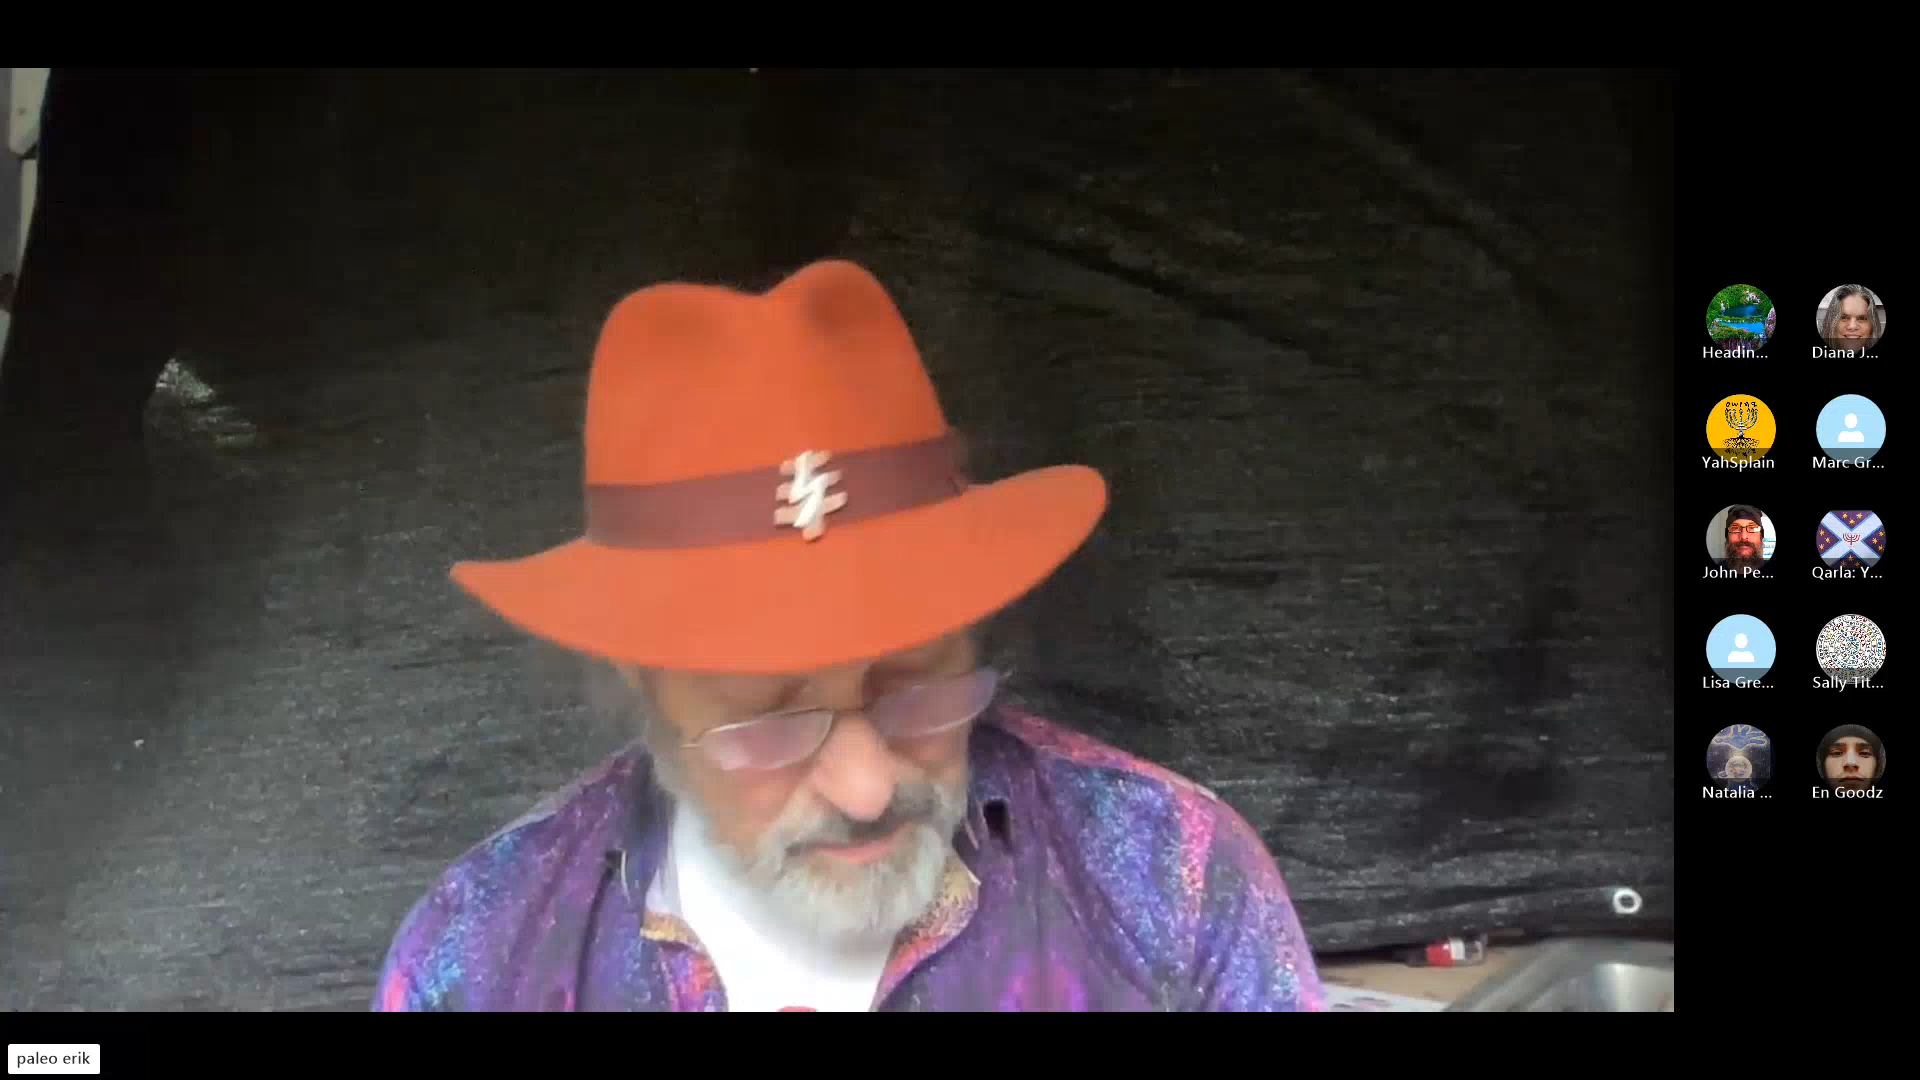 Headin...
Diana J...
YahSplain
Marc Gr...
John Pe...
Qarla: Y...
Lisa Gre...
Sally Tit...
Natalia ...
En Goodz
paleo erik